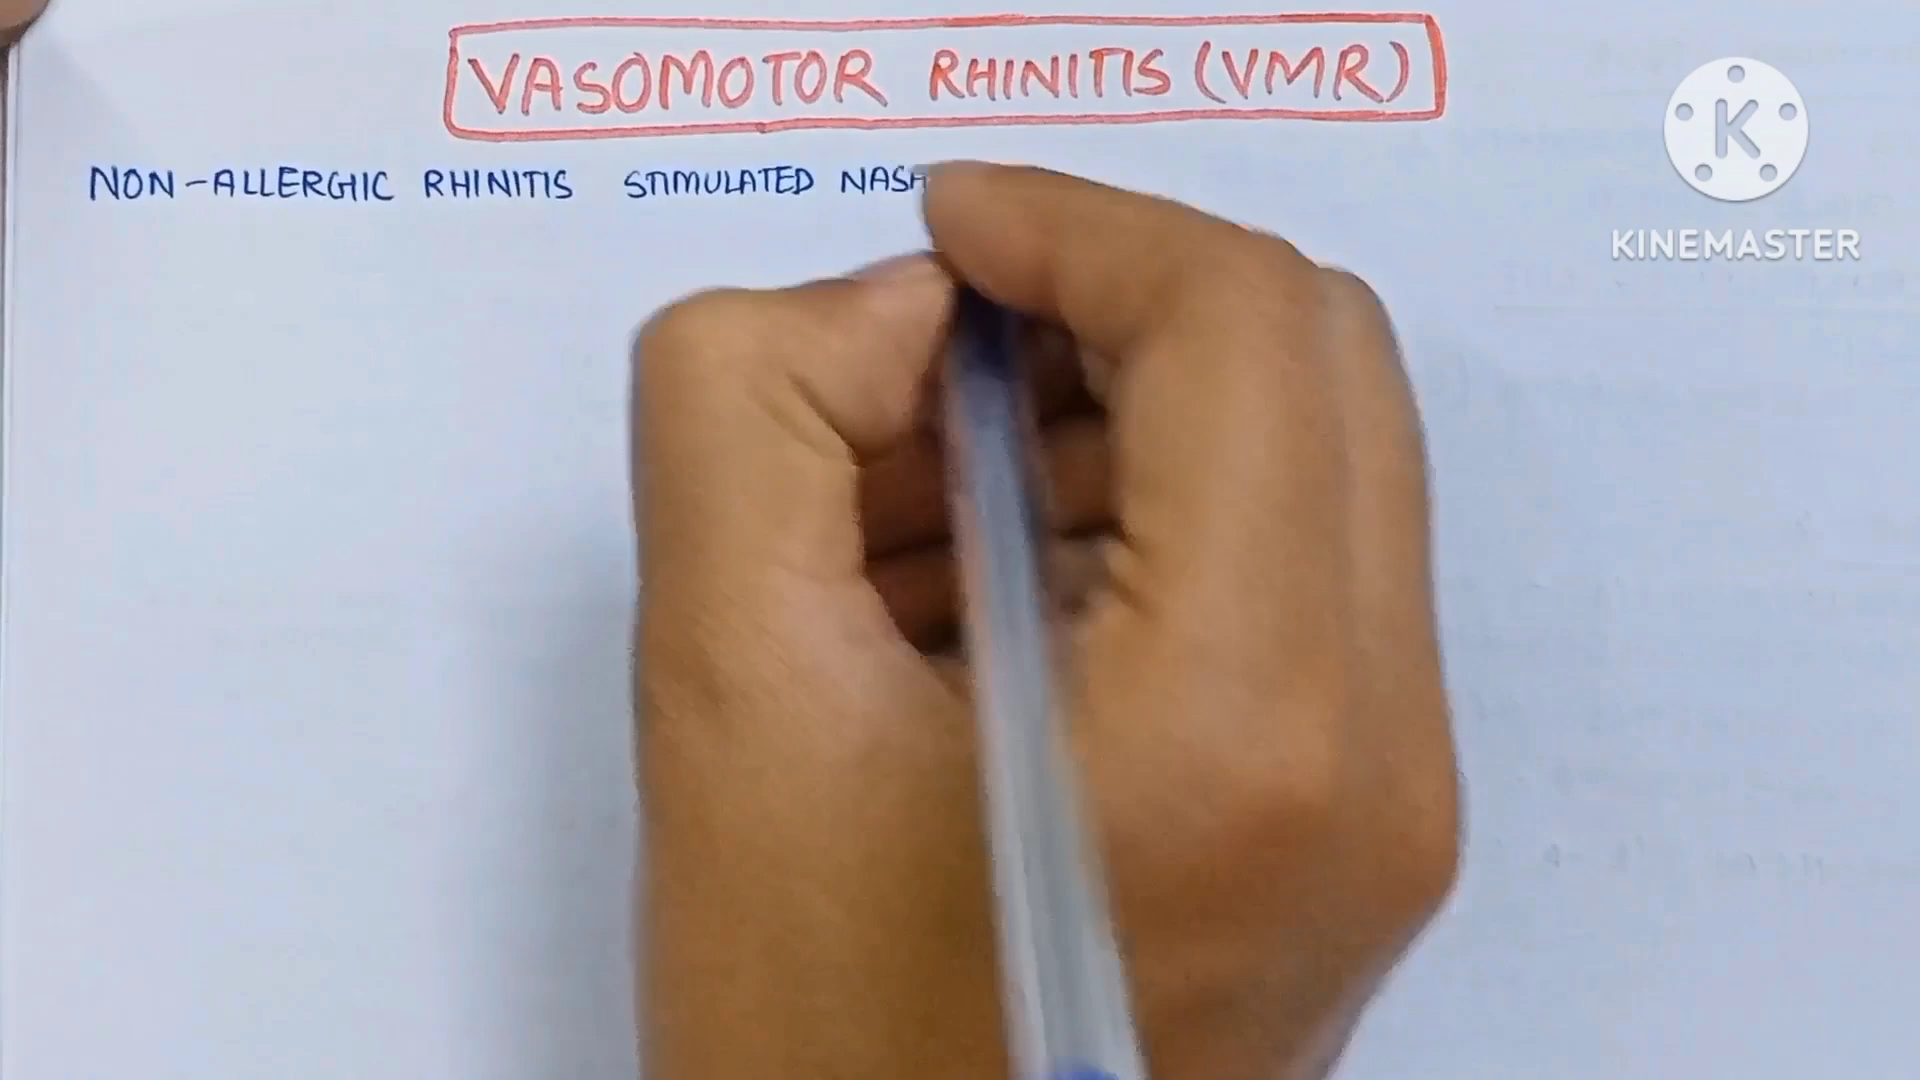 VASOMOTOR RHINITIS (VMR)
NON-ALLERGIC RHINITIS STIMULATED
K
KINEMASTER